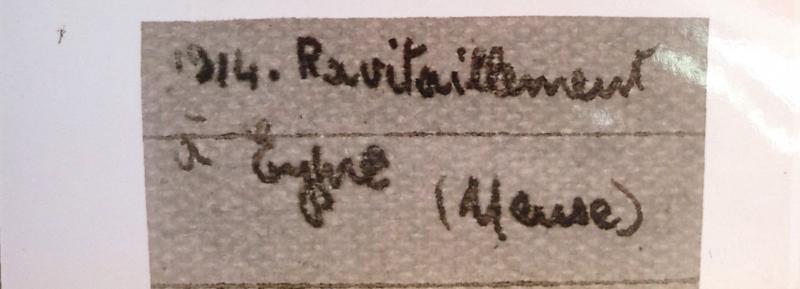 1914. Ravitaillement
à (Meuse)